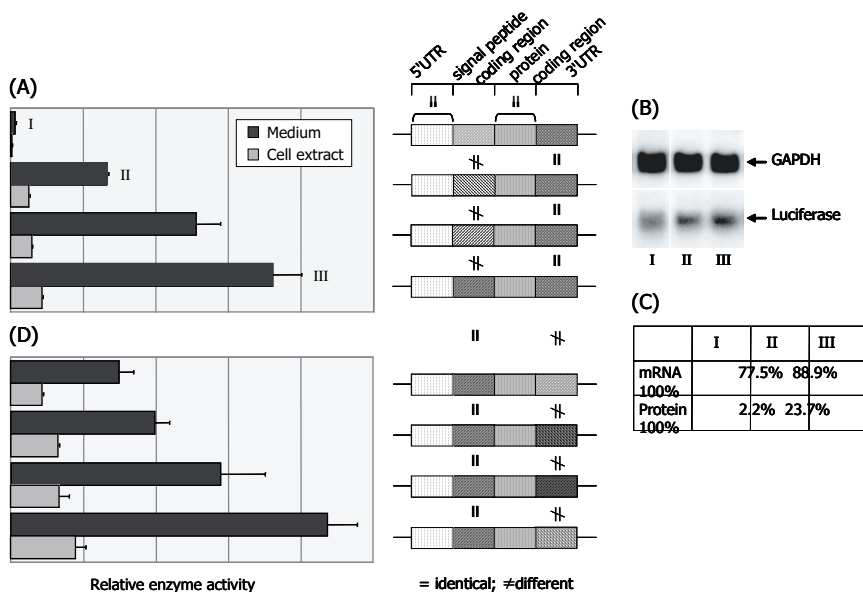 5'UTR
signal peptide
coding region
protein
coding region
3'UTR
(A)
I
Medium
Cell extract
II
III
=
=
≠ =
≠ =
≠ =
(B)
GAPDH
Luciferase
I II III
(C)
I II III
mRNA 77.5% 88.9%
100%
Protein 2.2% 23.7%
100%
(D)
= ≠
= ≠
= ≠
= ≠
Relative enzyme activity
= identical; ≠different